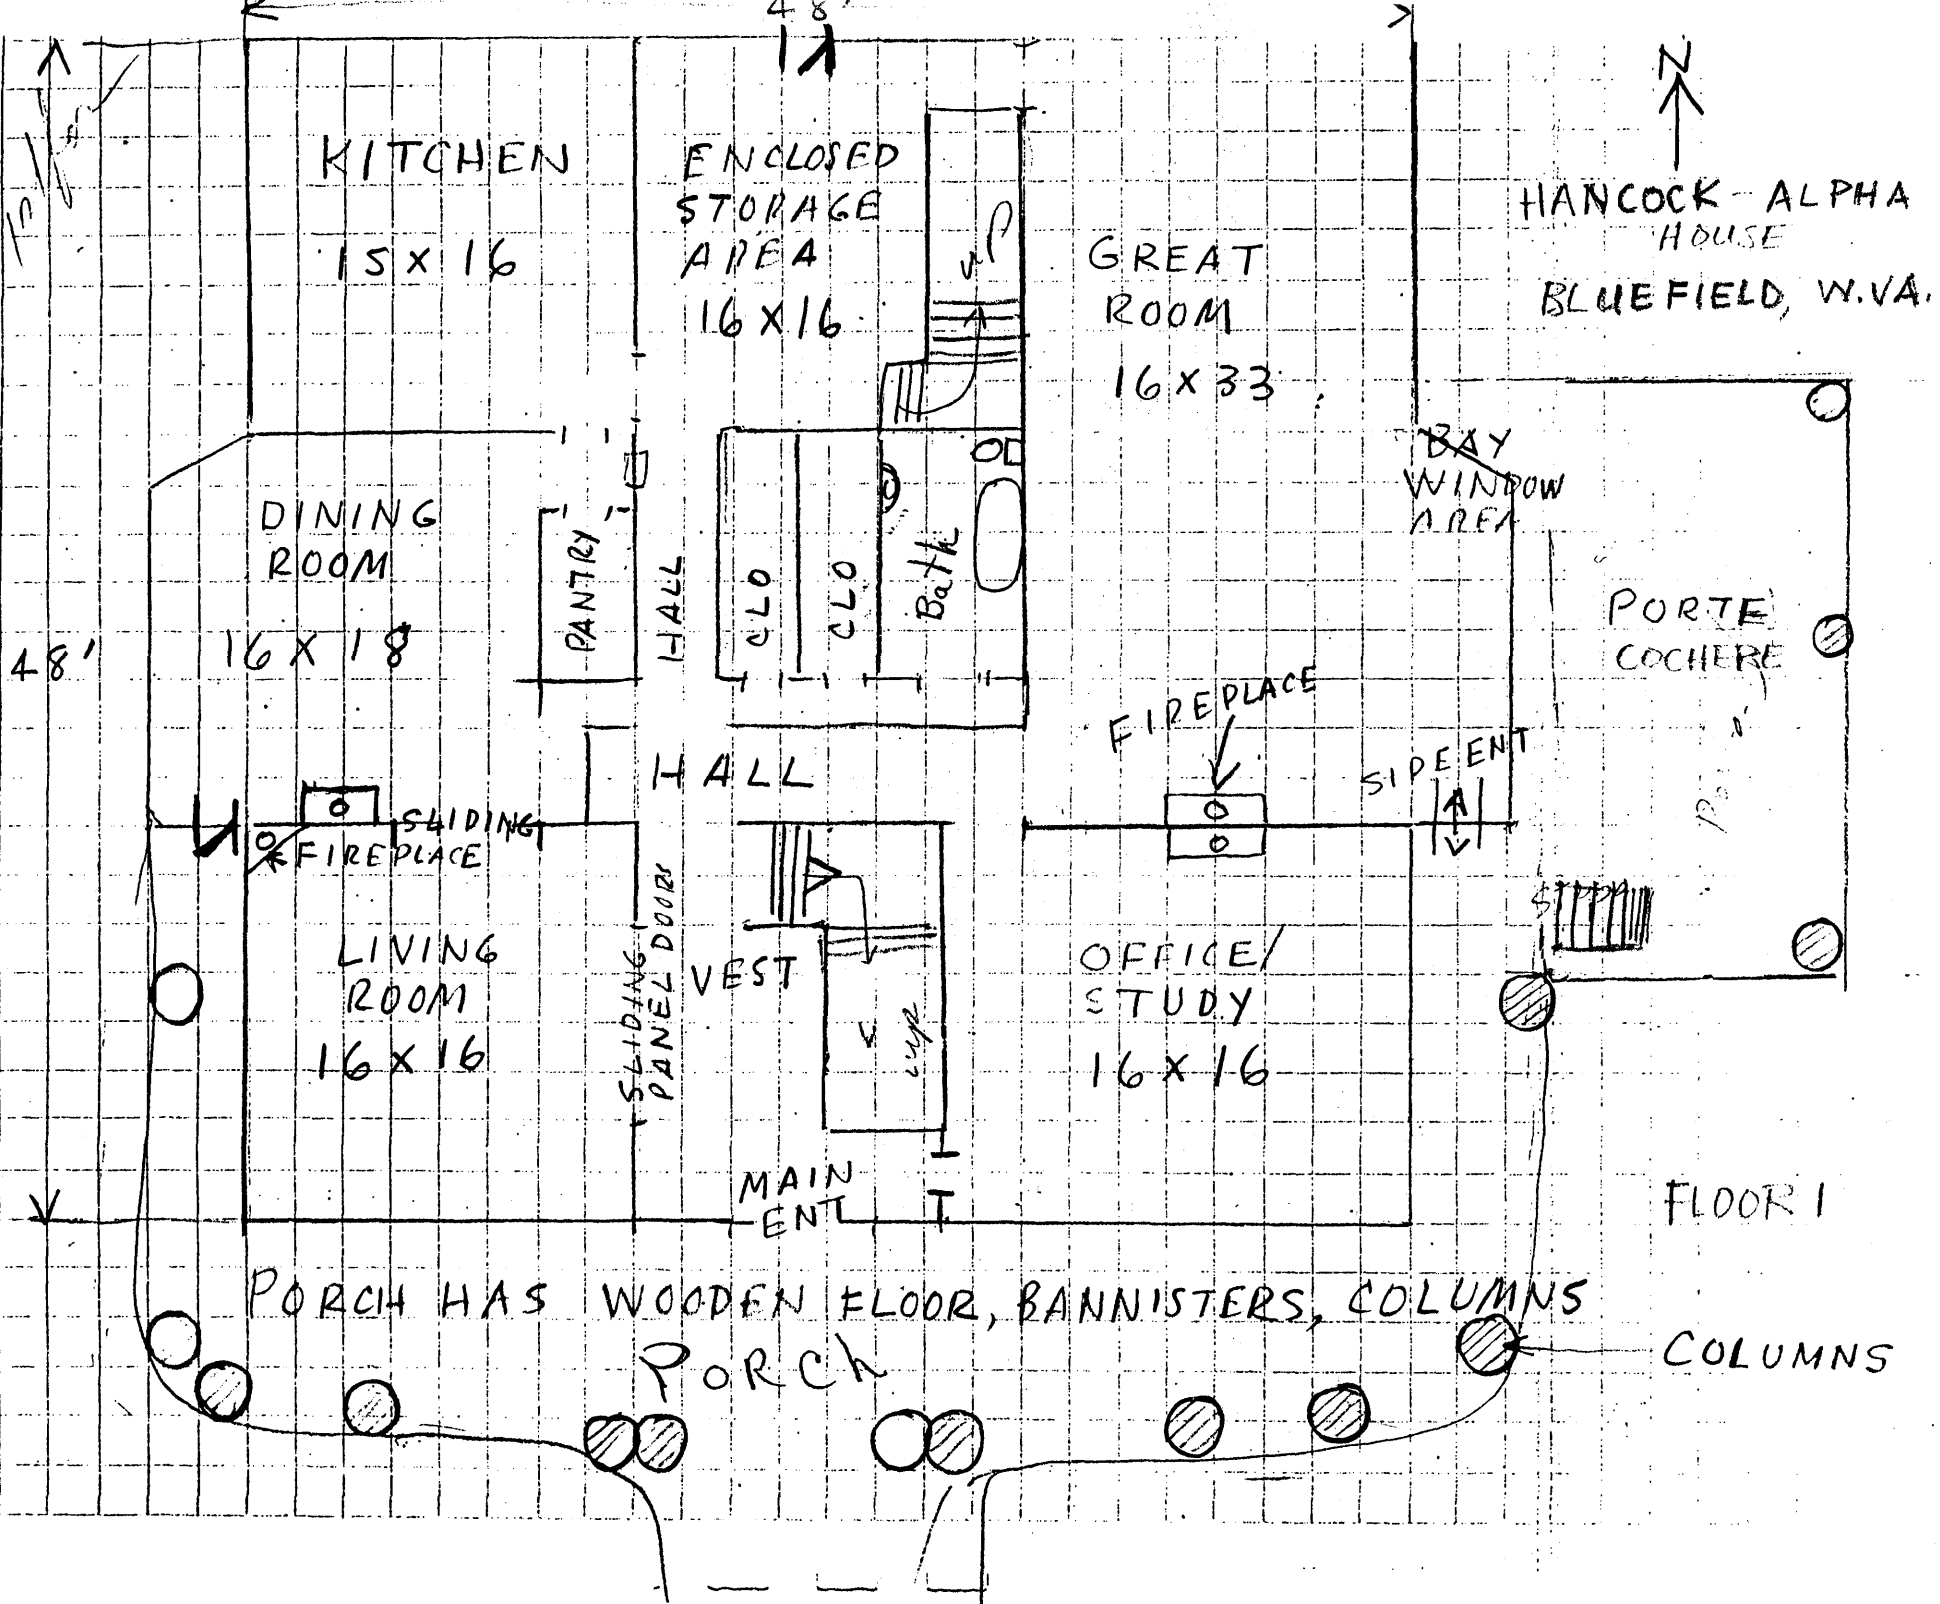 48'
N
HANCOCK-ALPHA
HOUSE
BLUEFIELD, W.VA.
KITCHEN
15 X 16
ENCLOSED
STORAGE
AREA
16 X 16
up
GREAT
ROOM
16 X 33
BAY
WINDOW
AREA
DINING
ROOM
16 X 18
PANTRY
HALL
CLO
CLO
Bath
PORTE
COCHERE
48'
FIREPLACE
SIDE ENT
HALL
SLIDING
FIREPLACE
LIVING
ROOM
16 X 16
SLIDING
PANEL DOORS
VEST
up
OFFICE/
STUDY
16 X 16
MAIN
ENT
FLOOR 1
PORCH HAS WOODEN FLOOR, BANNISTERS, COLUMNS
PORCh
COLUMNS